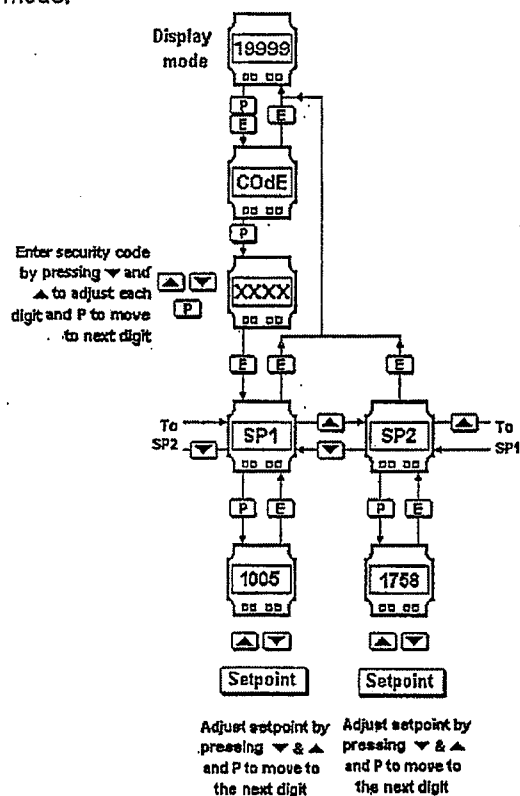 mode.
Display
mode
19999
P
E
E
COdE
P
Enter security code
by pressing ▼ and
▲ to adjust each
digit and P to move
to next digit
▲ ▼
P
XXXX
E
E
E
To
SP2
▼
SP1
▲
▼
SP2
▲
To
SP1
P
E
P
E
1005
1758
▲ ▼
▲ ▼
Setpoint
Setpoint
Adjust setpoint by
pressing ▼ & ▲
and P to move to
the next digit
Adjust setpoint by
pressing ▼ & ▲
and P to move to
the next digit